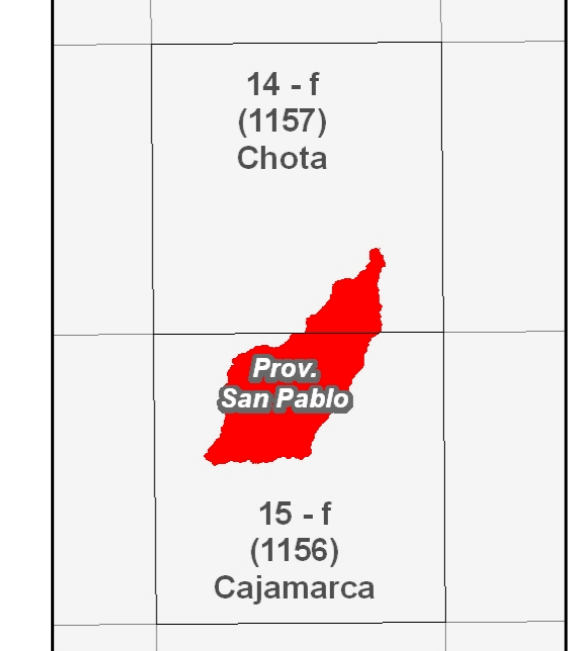 14 - f
(1157)
Chota
Prov.
San Pablo
15 - f
(1156)
Cajamarca